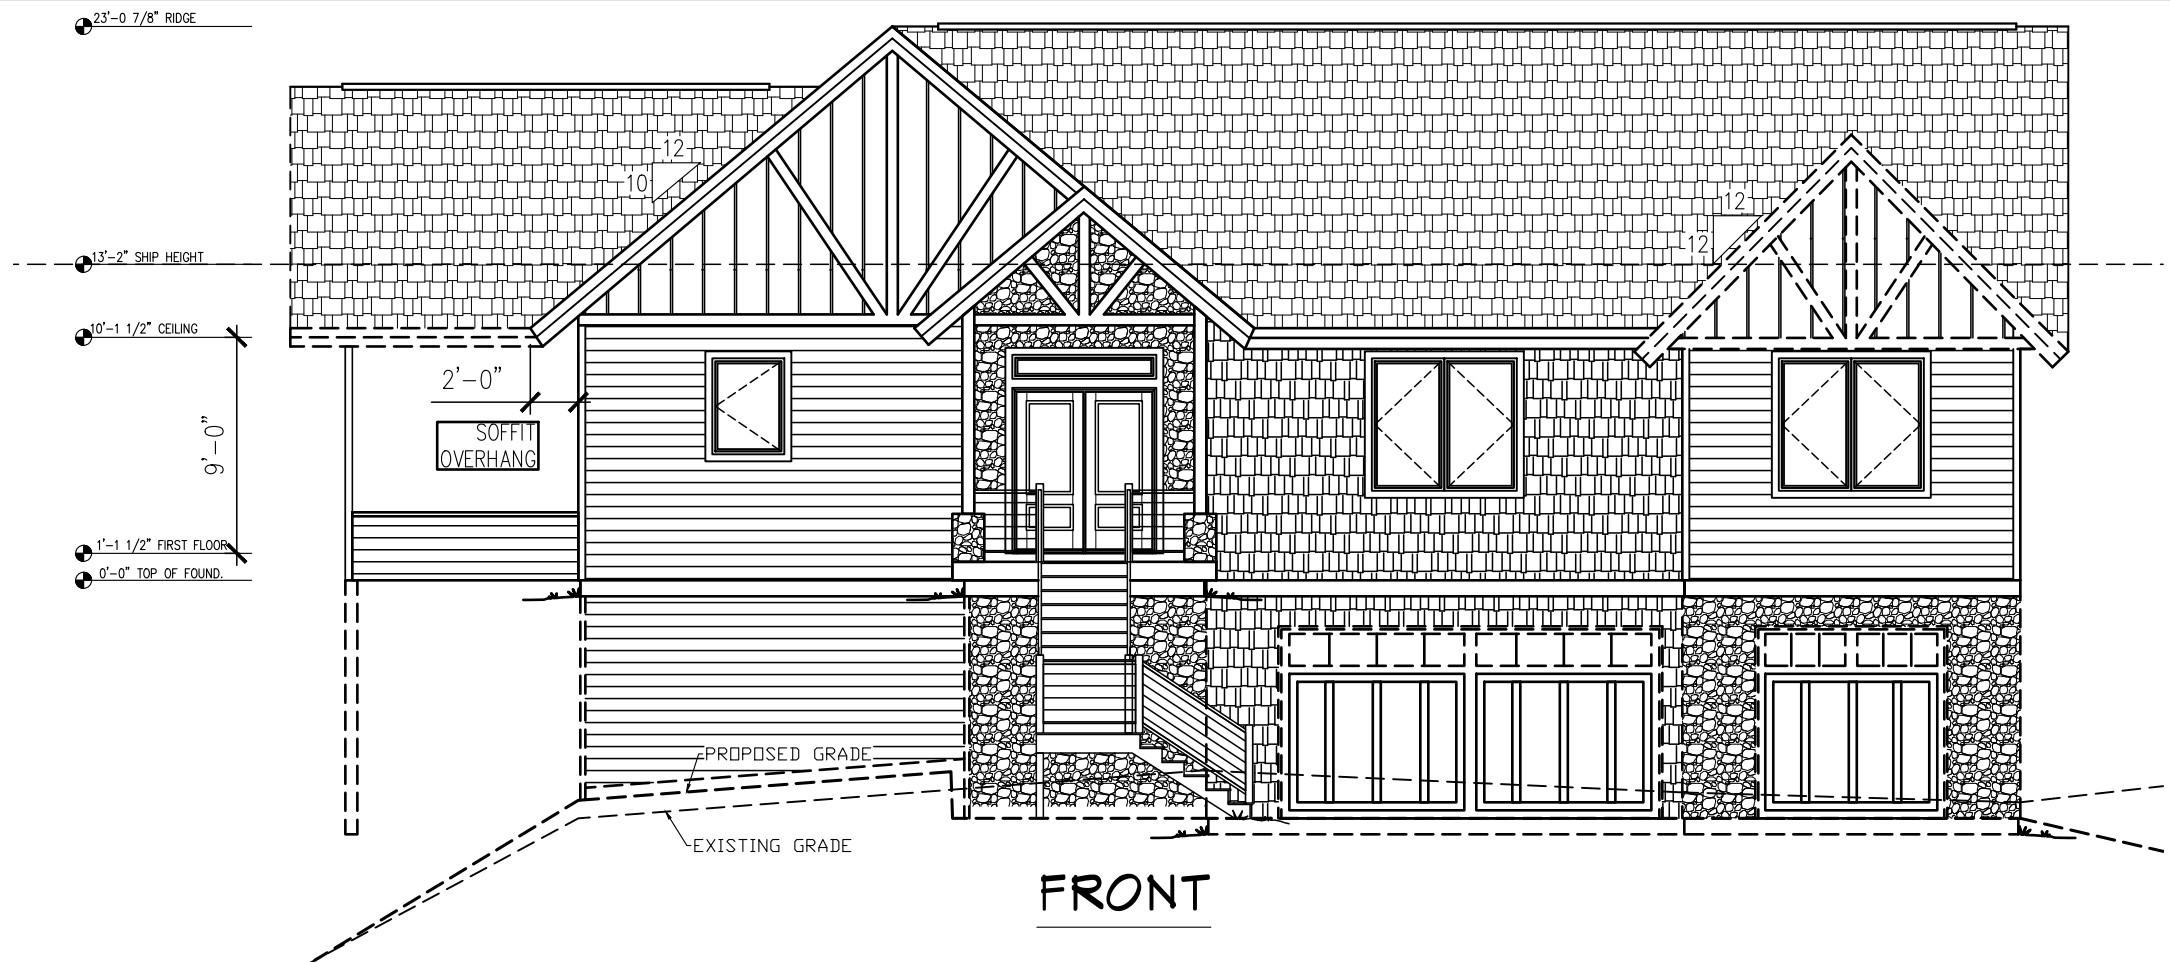 23'-0 7/8" RIDGE
12
10
12
12
13'-2" SHIP HEIGHT
10'-1 1/2" CEILING
2'-0"
9'-0"
SOFFIT
OVERHANG
1'-1 1/2" FIRST FLOOR
0'-0" TOP OF FOUND.
PROPOSED GRADE
EXISTING GRADE
FRONT